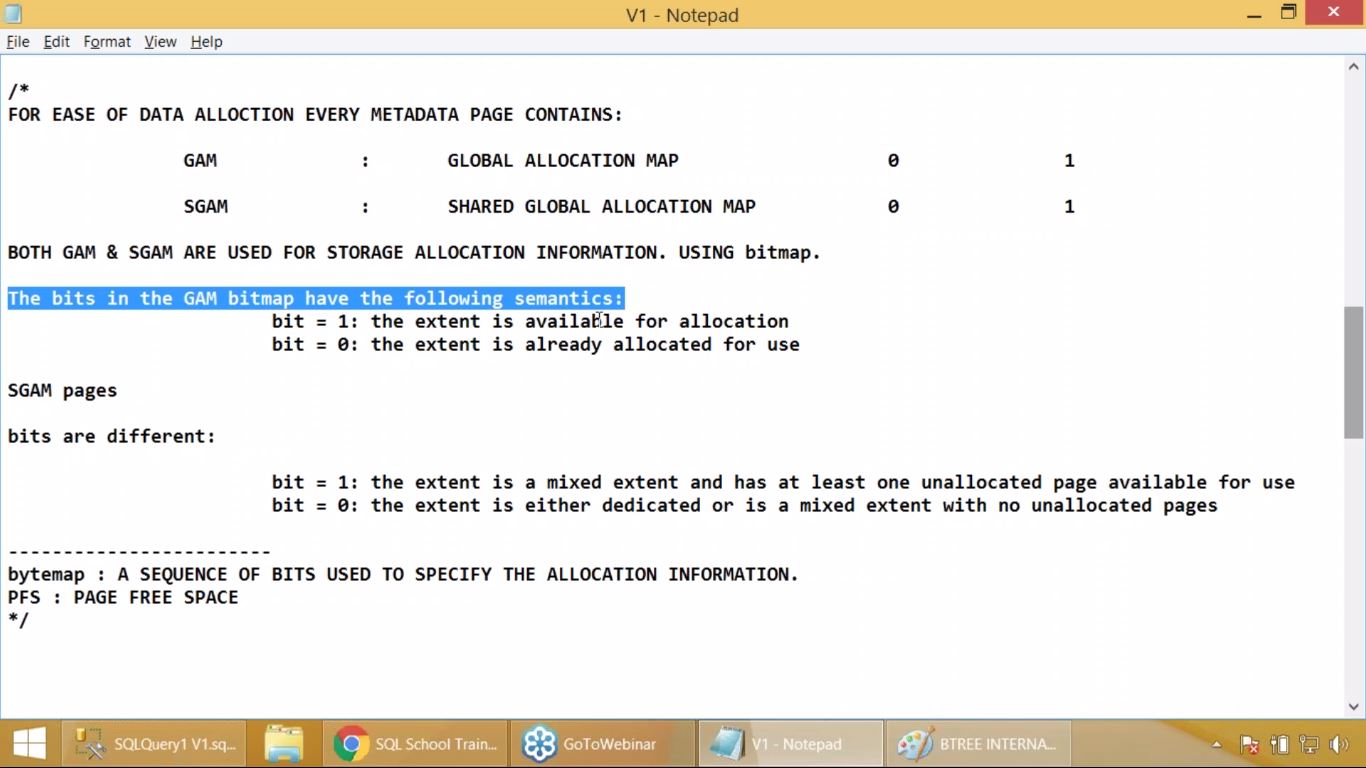 V1 - Notepad
File Edit Format View Help
/*
FOR EASE OF DATA ALLOCTION EVERY METADATA PAGE CONTAINS:
GAM : GLOBAL ALLOCATION MAP 0 1
SGAM : SHARED GLOBAL ALLOCATION MAP 0 1
BOTH GAM & SGAM ARE USED FOR STORAGE ALLOCATION INFORMATION. USING bitmap.
The bits in the GAM bitmap have the following semantics:
bit = 1: the extent is available for allocation
bit = 0: the extent is already allocated for use
SGAM pages
bits are different:
bit = 1: the extent is a mixed extent and has at least one unallocated page available for use
bit = 0: the extent is either dedicated or is a mixed extent with no unallocated pages
------------------------
bytemap : A SEQUENCE OF BITS USED TO SPECIFY THE ALLOCATION INFORMATION.
PFS : PAGE FREE SPACE
*/
SQLQuery1 V1.sq... SQL School Train... GoToWebinar V1 - Notepad BTREE INTERNA...